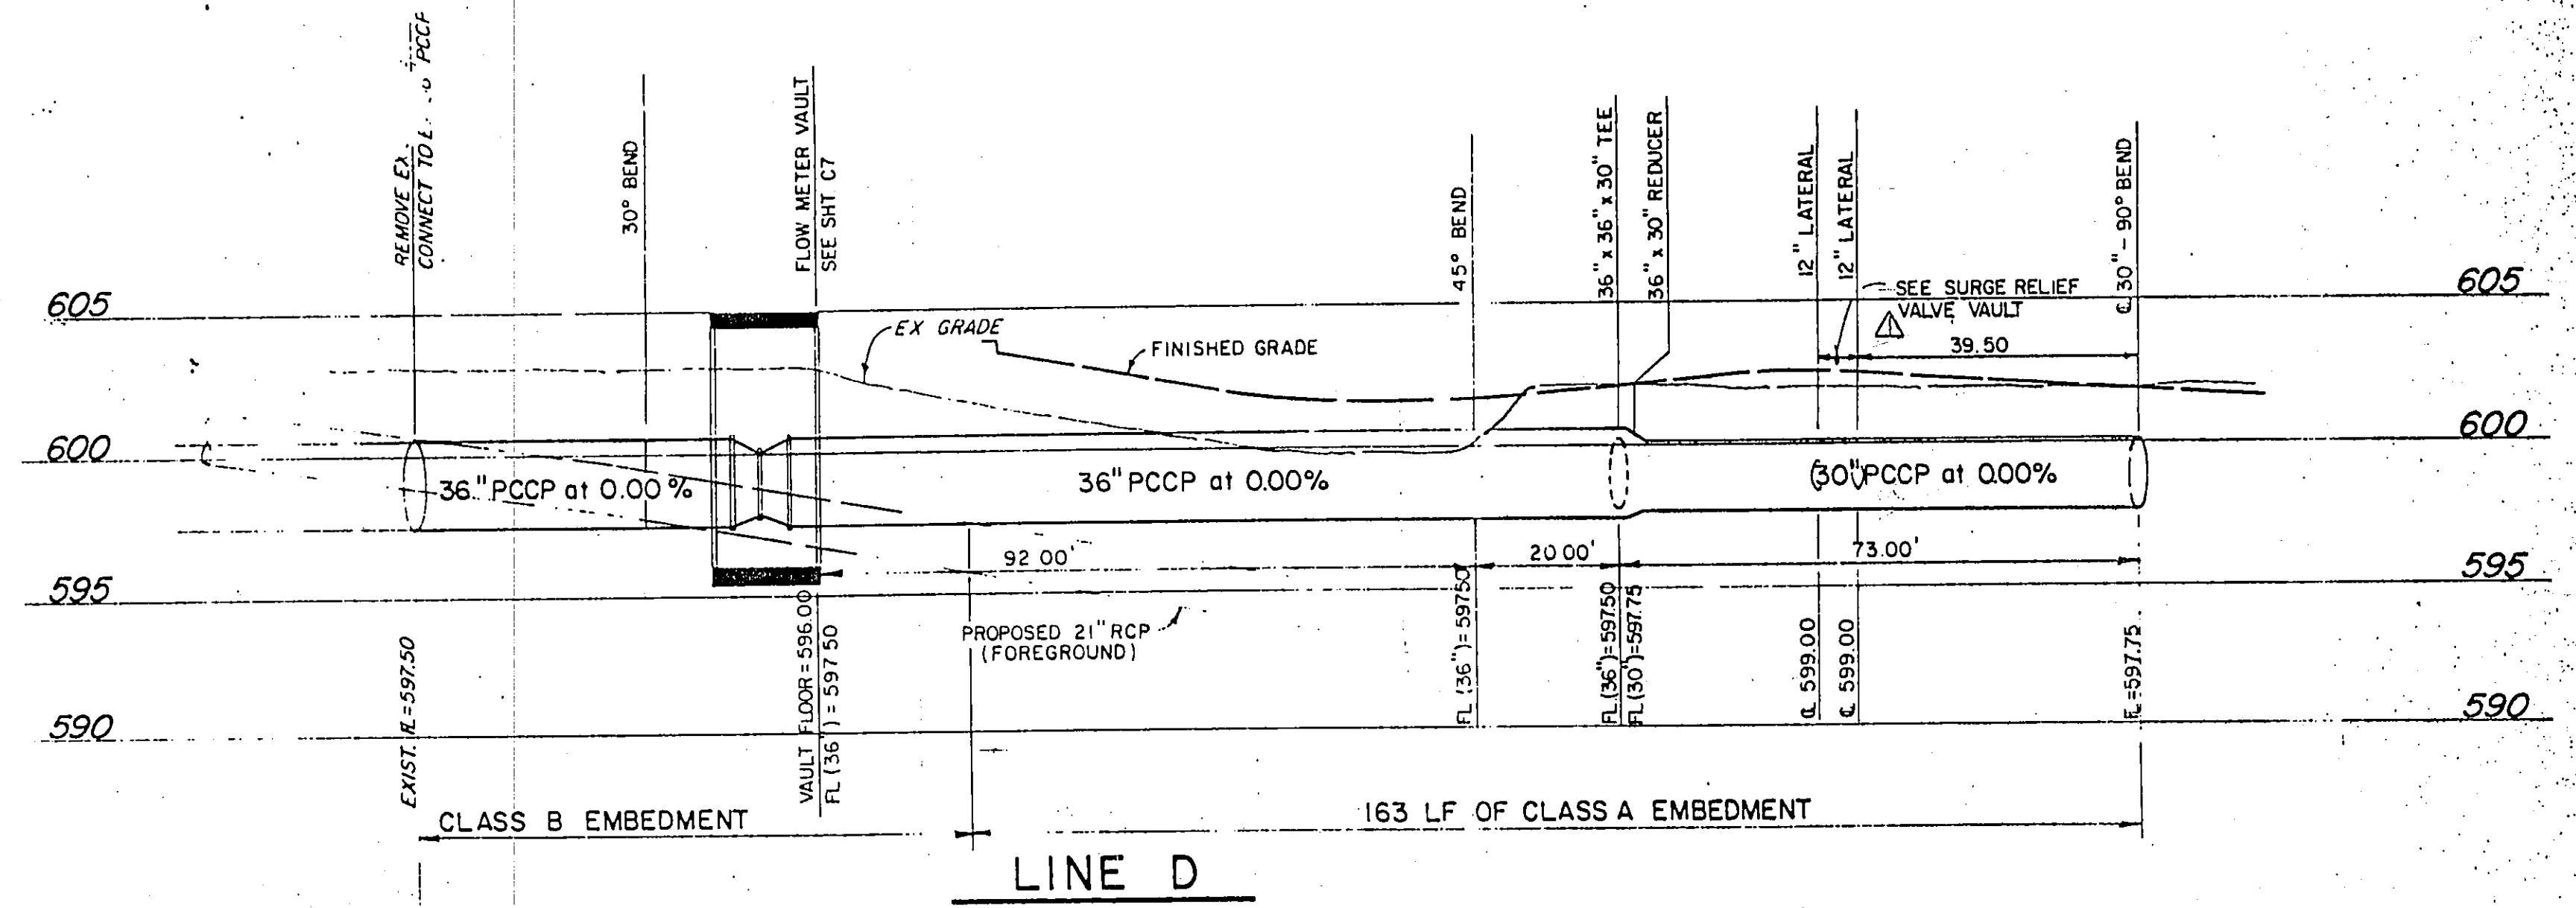 REMOVE EX.
CONNECT TO PCCP
30° BEND
FLOW METER VAULT
SEE SHT C7
45° BEND
36" x 36" x 30" TEE
36" x 30" REDUCER
12" LATERAL
12" LATERAL
℄ 30" - 90° BEND
SEE SURGE RELIEF
VALVE VAULT
1
39.50
605
605
EX GRADE
FINISHED GRADE
600
600
36" PCCP at 0.00%
36" PCCP at 0.00%
(30") PCCP at 0.00%
92 00'
20 00'
73.00'
595
595
PROPOSED 21" RCP
(FOREGROUND)
EXIST. FL=597.50
VAULT FLOOR = 596.00
FL (36") = 597 50
FL (36")= 597.50
FL (36")=597.50
FL (30")=597.75
℄ 599.00
℄ 599.00
FL=597.75
590
590
CLASS B EMBEDMENT
163 LF OF CLASS A EMBEDMENT
LINE D